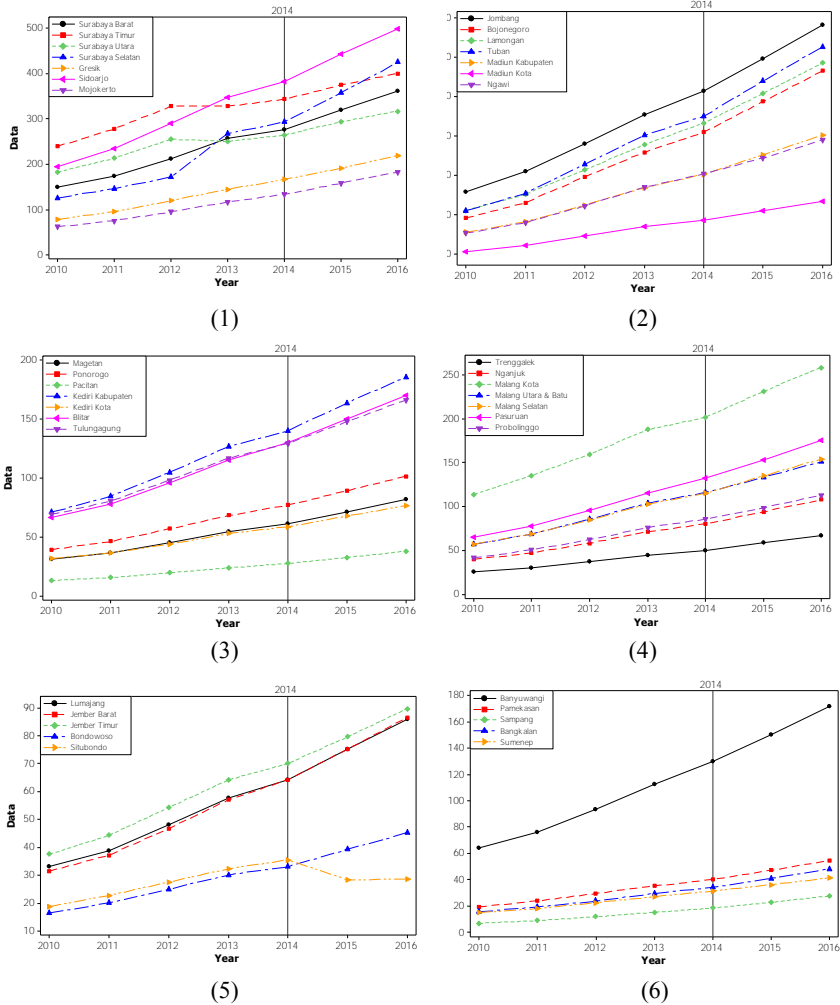 2014
Surabaya Barat
Surabaya Timur
Surabaya Utara
Surabaya Selatan
Gresik
Sidoarjo
Mojokerto
500
400
300
200
100
0
Data
2010 2011 2012 2013 2014 2015 2016
Year
(1)
2014
Jombang
Bojonegoro
Lamongan
Tuban
Madiun Kabupaten
Madiun Kota
Ngawi
2010 2011 2012 2013 2014 2015 2016
Year
(2)
2014
Magetan
Ponorogo
Pacitan
Kediri Kabupaten
Kediri Kota
Blitar
Tulungagung
200
150
100
50
0
Data
2010 2011 2012 2013 2014 2015 2016
Year
(3)
2014
Trenggalek
Nganjuk
Malang Kota
Malang Utara & Batu
Malang Selatan
Pasuruan
Probolinggo
250
200
150
100
50
0
2010 2011 2012 2013 2014 2015 2016
Year
(4)
2014
Lumajang
Jember Barat
Jember Timur
Bondowoso
Situbondo
90
80
70
60
50
40
30
20
10
Data
2010 2011 2012 2013 2014 2015 2016
Year
(5)
2014
Banyuwangi
Pamekasan
Sampang
Bangkalan
Sumenep
180
160
140
120
100
80
60
40
20
0
2010 2011 2012 2013 2014 2015 2016
Year
(6)